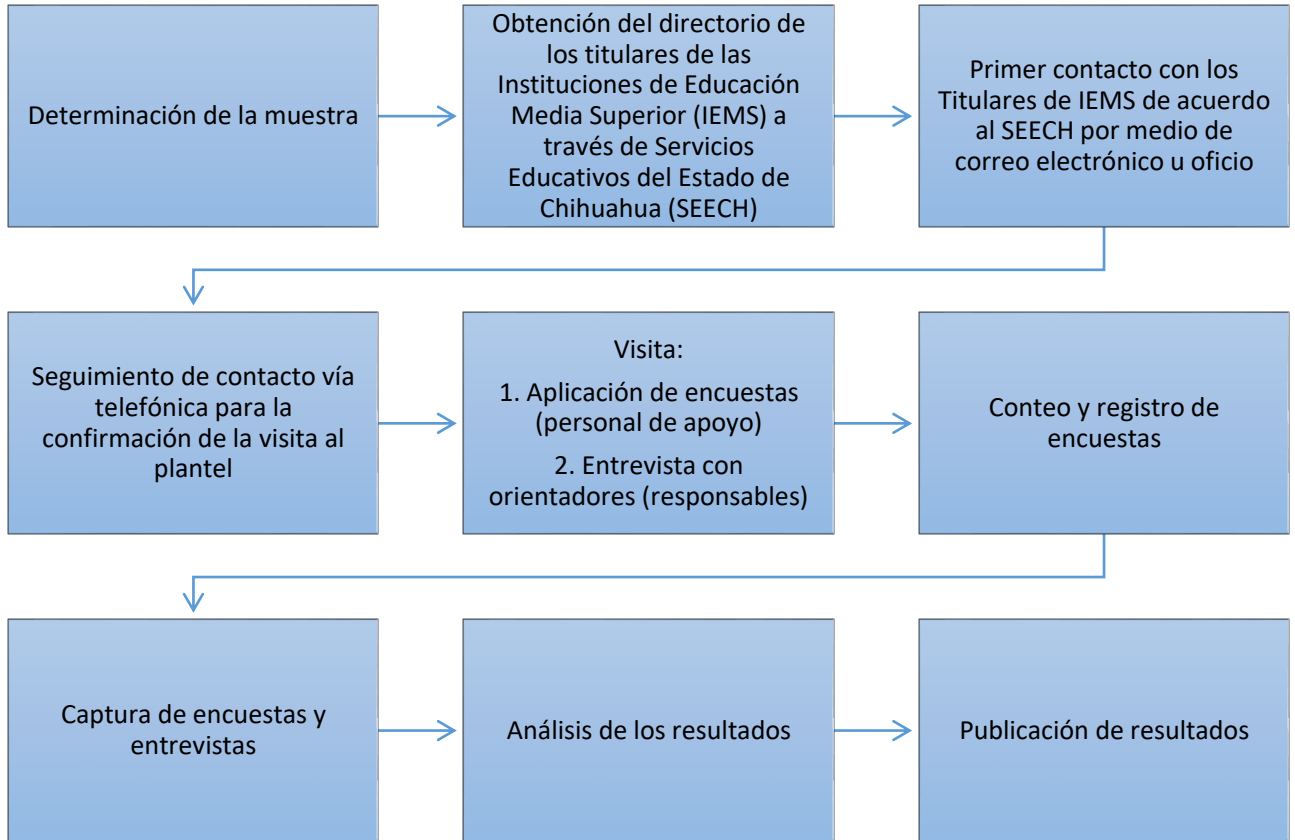 Determinación de la muestra
Obtención del directorio de
los titulares de las
Instituciones de Educación
Media Superior (IEMS) a
través de Servicios
Educativos del Estado de
Chihuahua (SEECH)
Primer contacto con los
Titulares de IEMS de acuerdo
al SEECH por medio de
correo electrónico u oficio
Seguimiento de contacto vía
telefónica para la
confirmación de la visita al
plantel
Visita:
1. Aplicación de encuestas
(personal de apoyo)
2. Entrevista con
orientadores (responsables)
Conteo y registro de
encuestas
Captura de encuestas y
entrevistas
Análisis de los resultados
Publicación de resultados